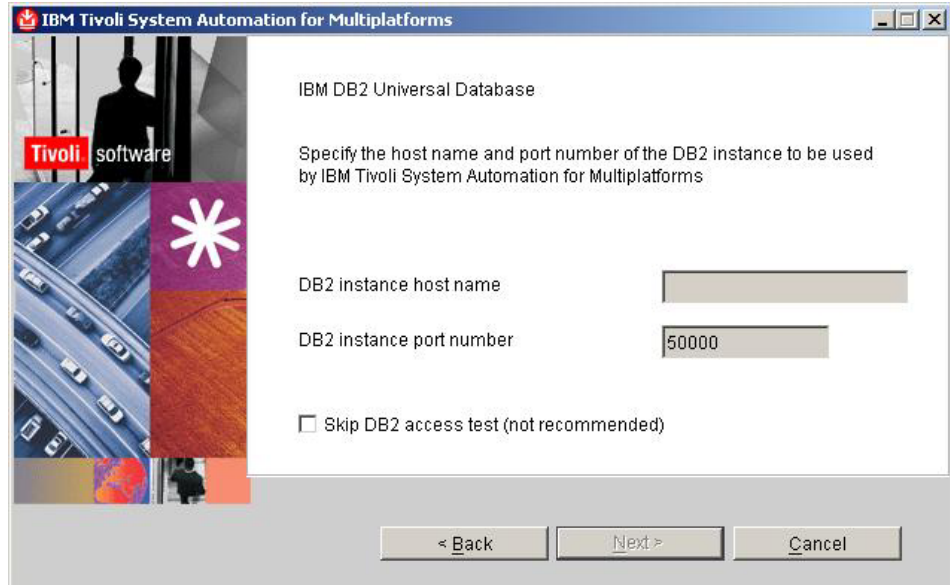 IBM Tivoli System Automation for Multiplatforms
Tivoli. software
IBM DB2 Universal Database
Specify the host name and port number of the DB2 instance to be used
by IBM Tivoli System Automation for Multiplatforms
DB2 instance host name
DB2 instance port number
50000
Skip DB2 access test (not recommended)
< Back
Next >
Cancel